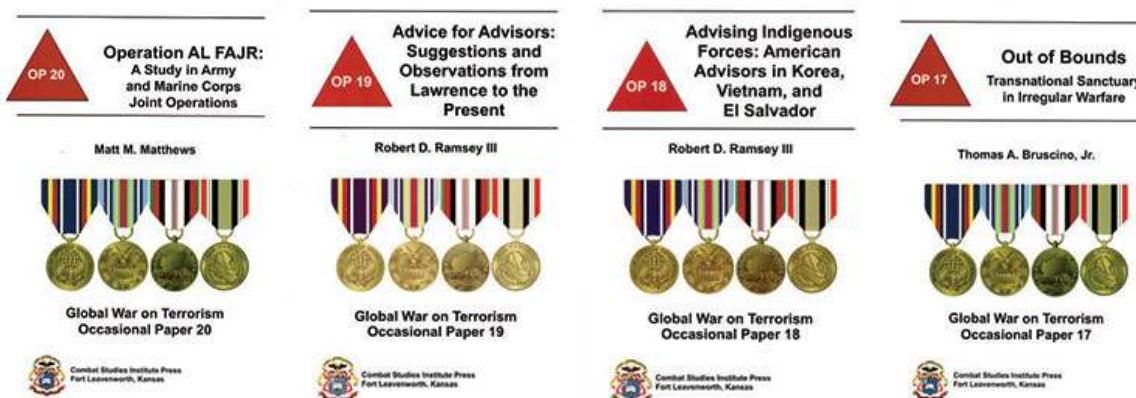 OP 20
Operation AL FAJR:
A Study in Army
and Marine Corps
Joint Operations
Matt M. Matthews
Global War on Terrorism
Occasional Paper 20
Combat Studies Institute Press
Fort Leavenworth, Kansas
OP 19
Advice for Advisors:
Suggestions and
Observations from
Lawrence to the
Present
Robert D. Ramsey III
Global War on Terrorism
Occasional Paper 19
Combat Studies Institute Press
Fort Leavenworth, Kansas
OP 18
Advising Indigenous
Forces: American
Advisors in Korea,
Vietnam, and
El Salvador
Robert D. Ramsey III
Global War on Terrorism
Occasional Paper 18
Combat Studies Institute Press
Fort Leavenworth, Kansas
OP 17
Out of Bounds
Transnational Sanctuary
in Irregular Warfare
Thomas A. Bruscino, Jr.
Global War on Terrorism
Occasional Paper 17
Combat Studies Institute Press
Fort Leavenworth, Kansas